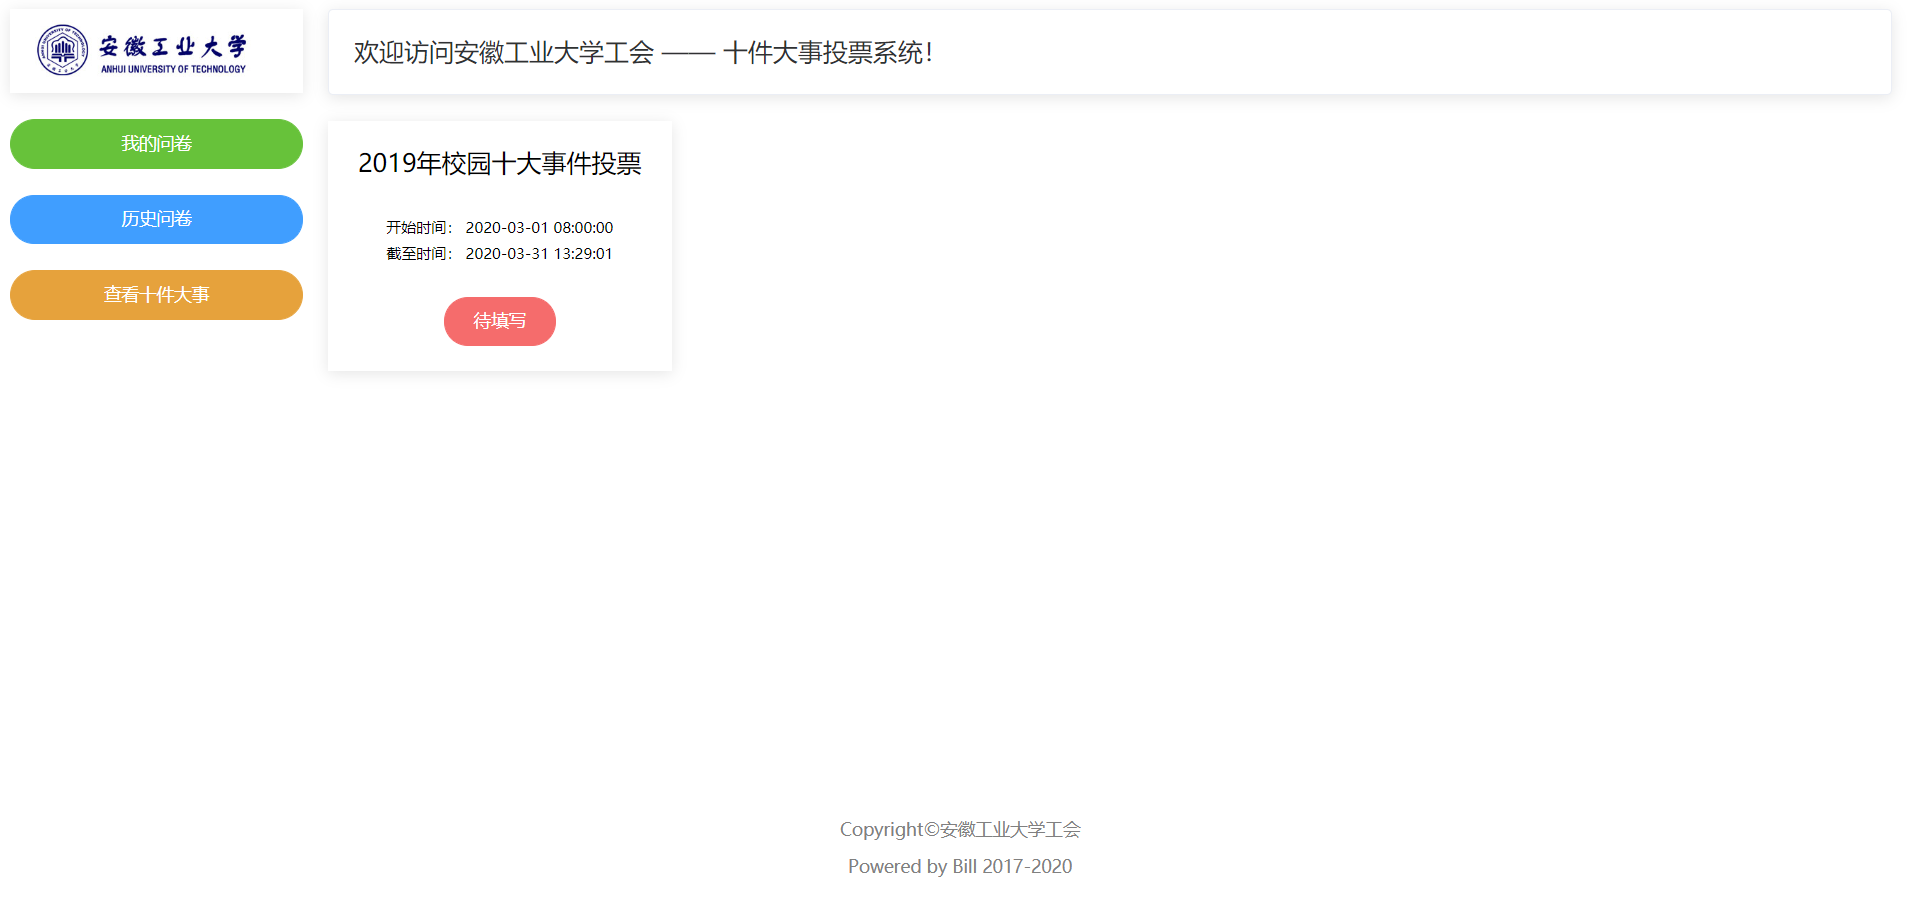 安徽工业大学
ANHUI UNIVERSITY OF TECHNOLOGY
欢迎访问安徽工业大学工会 —— 十件大事投票系统！
我的问卷
历史问卷
查看十件大事
2019年校园十大事件投票
开始时间： 2020-03-01 08:00:00
截至时间： 2020-03-31 13:29:01
待填写
Copyright©安徽工业大学工会
Powered by Bill 2017-2020